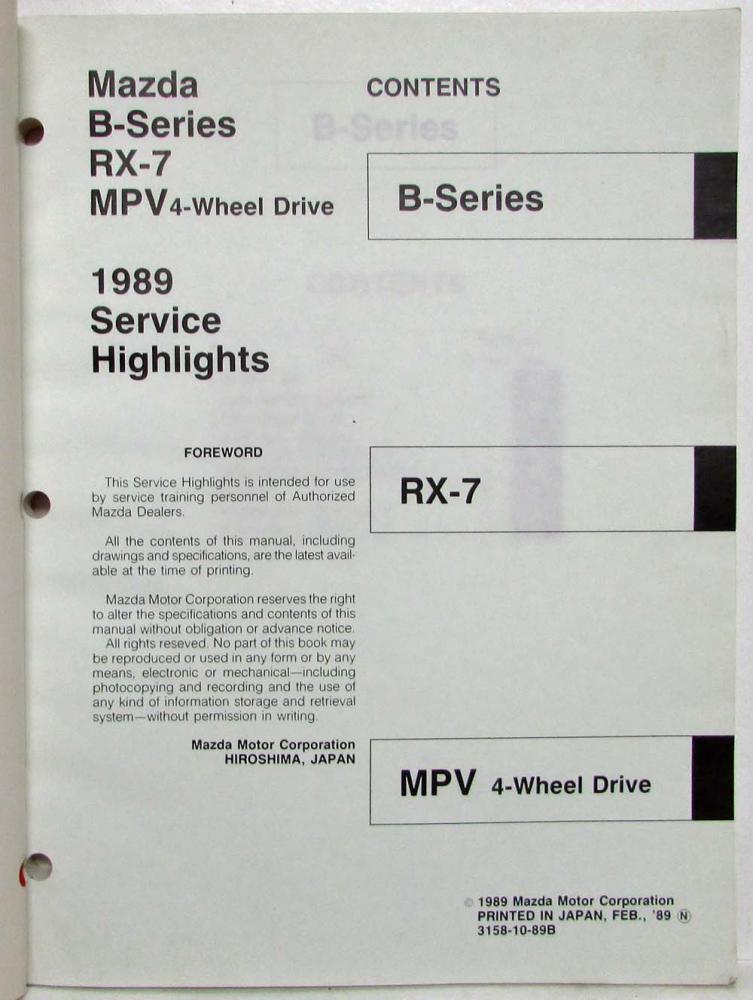 Mazda
B-Series
RX-7
MPV 4-Wheel Drive
1989
Service
Highlights
FOREWORD
This Service Highlights is intended for use
by service training personnel of Authorized
Mazda Dealers.
All the contents of this manual, including
drawings and specifications, are the latest avail-
able at the time of printing.
Mazda Motor Corporation reserves the right
to alter the specifications and contents of this
manual without obligation or advance notice.
All rights reseved. No part of this book may
be reproduced or used in any form or by any
means, electronic or mechanical—including
photocopying and recording and the use of
any kind of information storage and retrieval
system—without permission in writing.
Mazda Motor Corporation
HIROSHIMA, JAPAN
CONTENTS
B-Series
RX-7
MPV 4-Wheel Drive
© 1989 Mazda Motor Corporation
PRINTED IN JAPAN, FEB., '89 Ⓝ
3158-10-89B
B-Series
CONTENTS